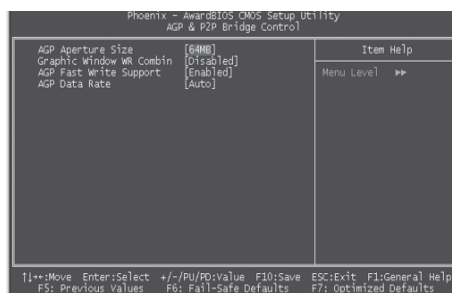 Phoenix - AwardBIOS CMOS Setup Utility
AGP & P2P Bridge Control
AGP Aperture Size [64MB]
Graphic Window WR Combin [Disabled]
AGP Fast Write Support [Enabled]
AGP Data Rate [Auto]
Item Help
Menu Level ►►
↑↓↔:Move Enter:Select +/-/PU/PD:Value F10:Save ESC:Exit F1:General Help
F5: Previous Values F6: Fail-Safe Defaults F7: Optimized Defaults